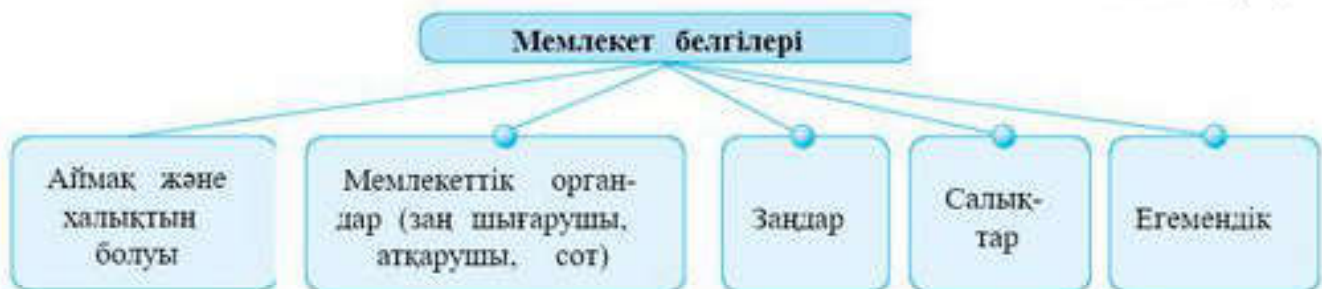 Мемлекет белгілері
Аймақ және
халықтың
болуы
Мемлекеттік орган-
дар (заң шығарушы,
атқарушы, сот)
Заңдар
Салық-
тар
Егемендік